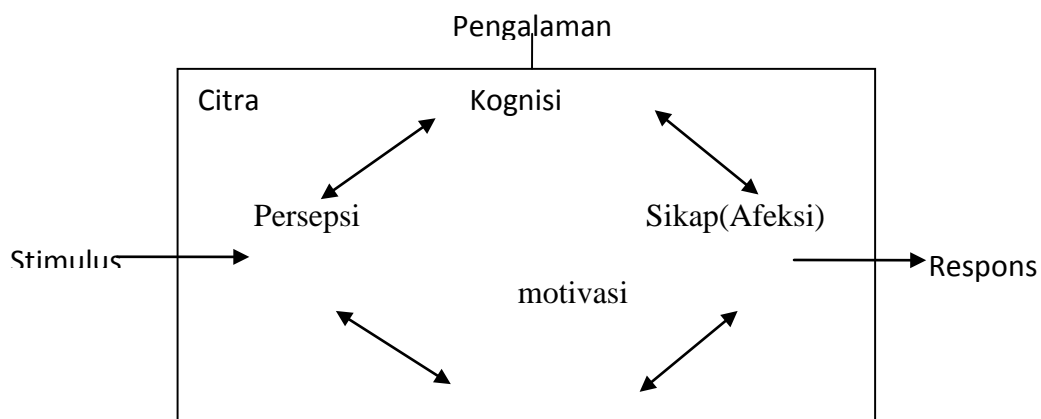 Pengalaman
Citra
Kognisi
Persepsi
Sikap(Afeksi)
Stimulus
Respons
motivasi